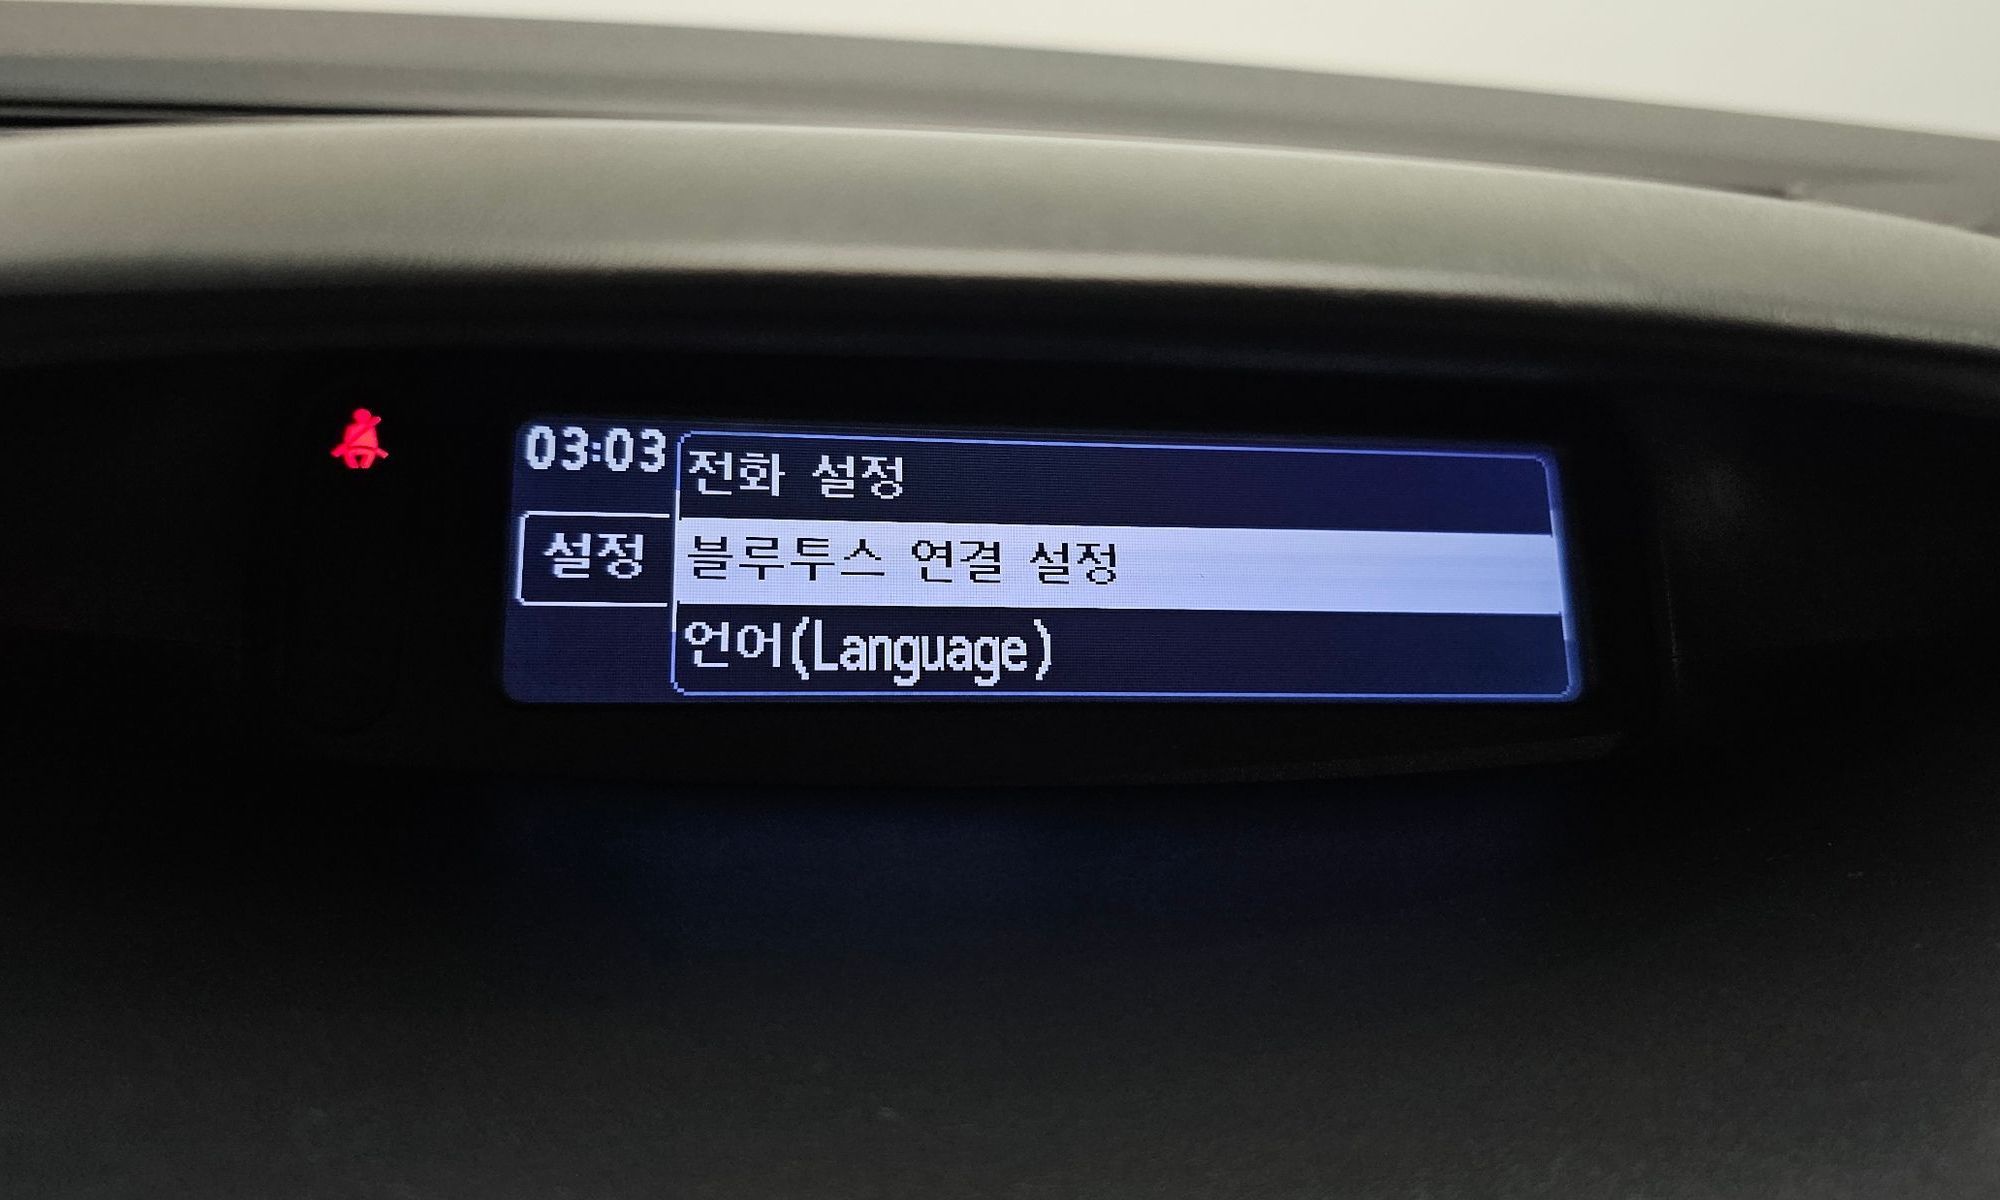 03:03
전화 설정
설정
블루투스 연결 설정
언어(Language)